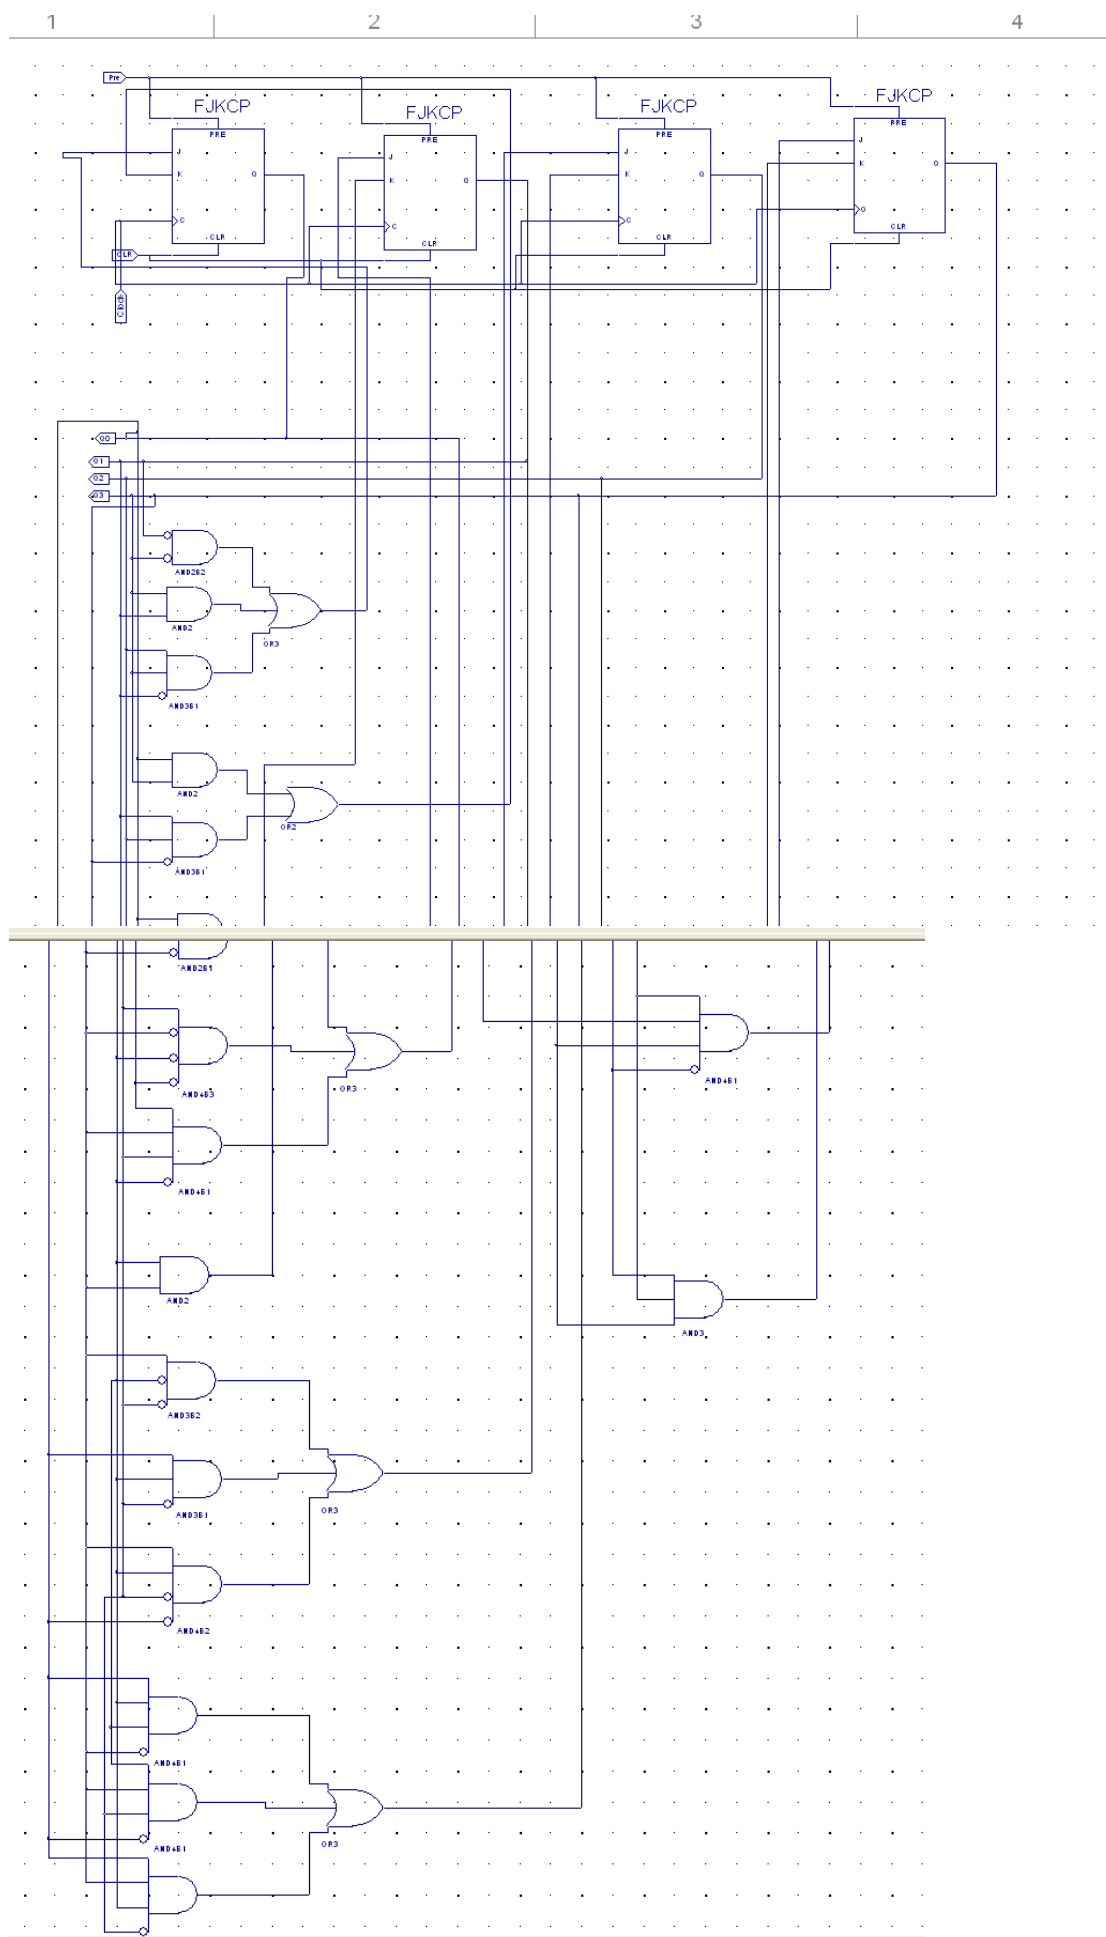 1 2 3 4
Pre
FJKCP FJKCP FJKCP FJKCP
PRE PRE PRE PRE
J J J J
K Q K Q K Q K Q
C C C C
CLR CLR CLR CLR
CLR
Clock
Q0
Q1
Q2
Q3
AND2B2
AND2
OR3
AND3B1
AND2
OR2
AND3B1
AND2B1
AND4B1
OR3
AND4B3
AND4B1
AND2
AND3
AND3B2
OR3
AND3B1
AND4B2
AND4B1
OR3
AND4B1